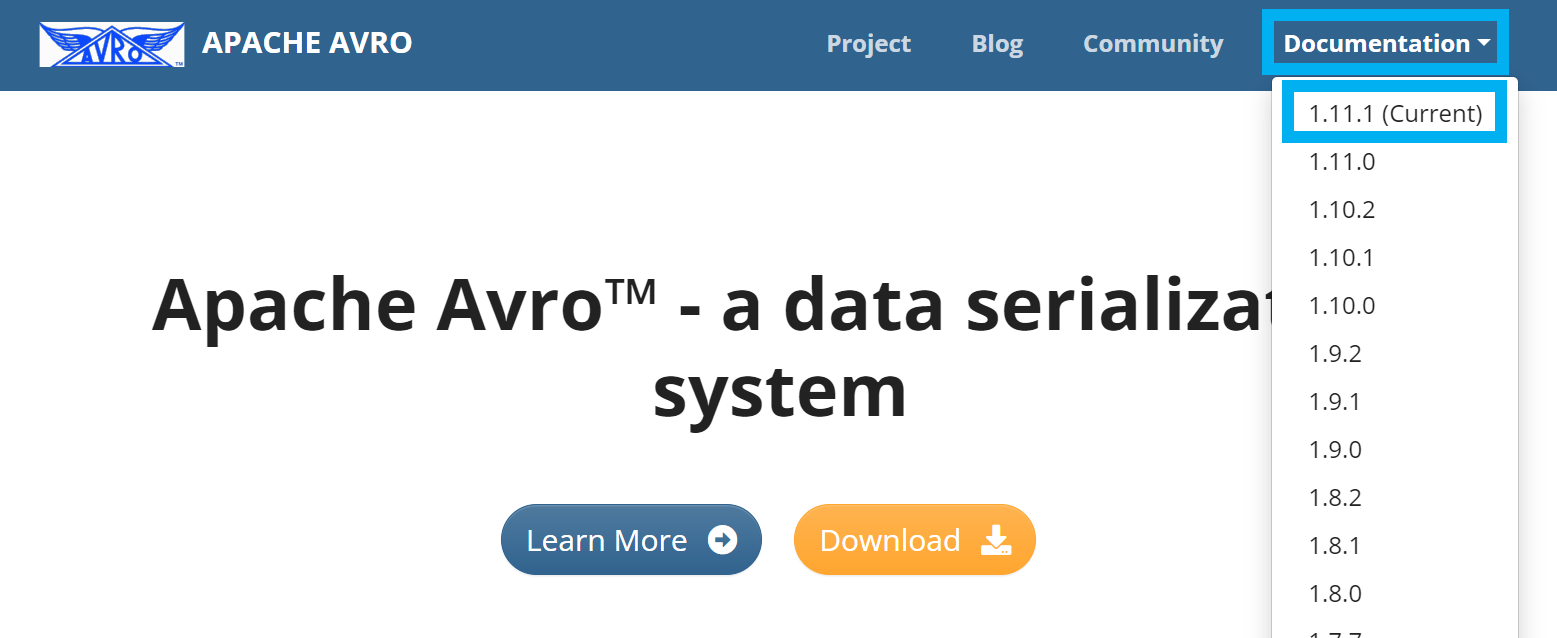 AVRO TM
APACHE AVRO
Project
Blog
Community
Documentation
1.11.1 (Current)
1.11.0
1.10.2
1.10.1
1.10.0
1.9.2
1.9.1
1.9.0
1.8.2
1.8.1
1.8.0
Apache Avro™ - a data serializat
system
Learn More
Download